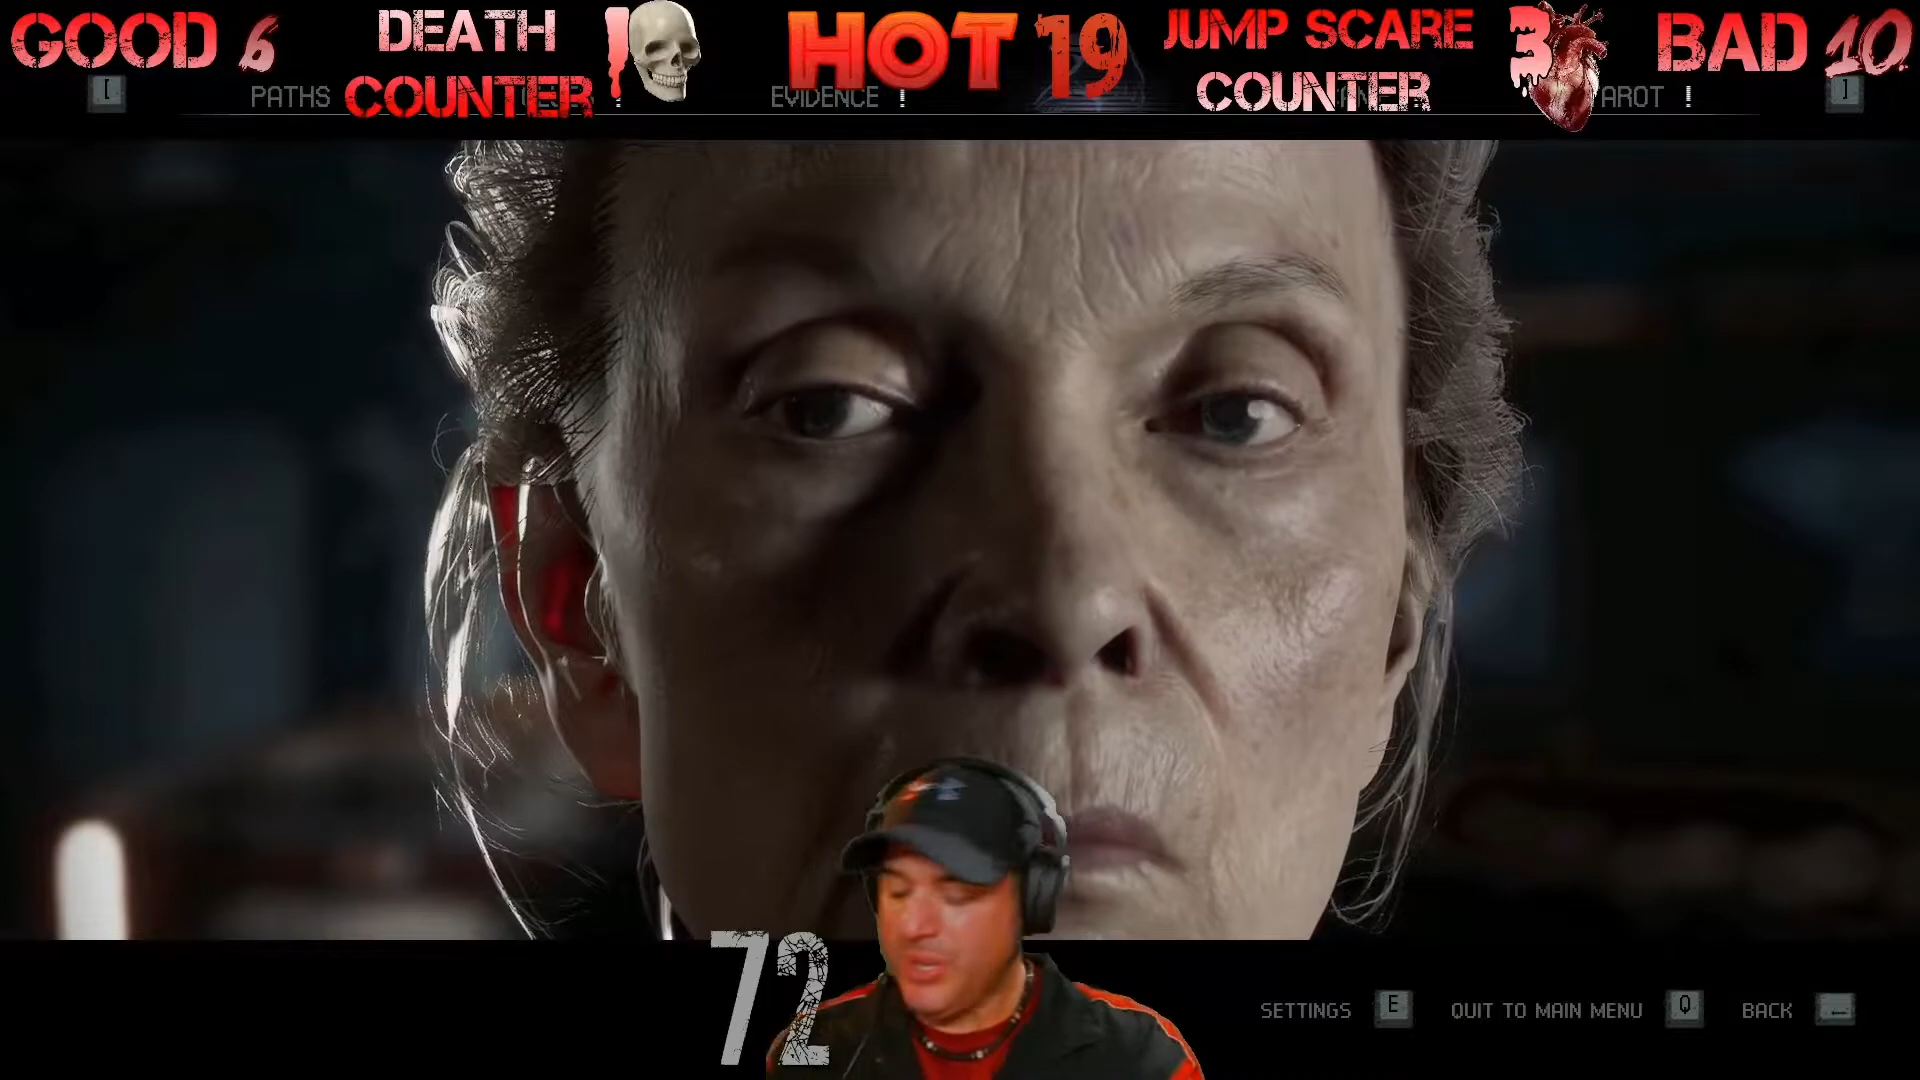 GOOD 6
DEATH COUNTER
HOT 19
JUMP SCARE COUNTER 3
BAD 10
[ PATHS
EVIDENCE !
AROT ! ]
72
SETTINGS E QUIT TO MAIN MENU Q BACK